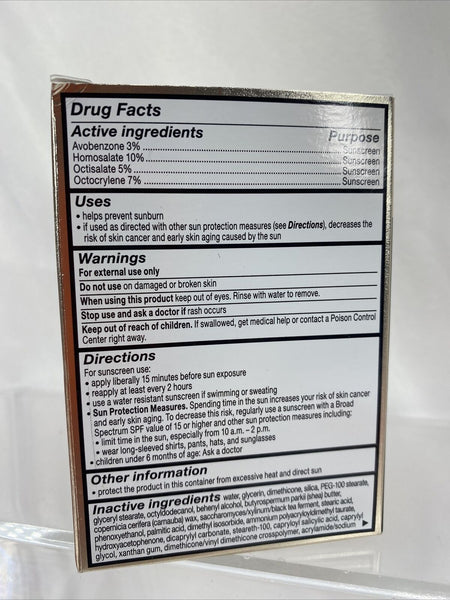 Drug Facts
Active ingredients Purpose
Avobenzone 3% Sunscreen
Homosalate 10% Sunscreen
Octisalate 5% Sunscreen
Octocrylene 7% Sunscreen
Uses
• helps prevent sunburn
• if used as directed with other sun protection measures (see Directions), decreases the
risk of skin cancer and early skin aging caused by the sun
Warnings
For external use only
Do not use on damaged or broken skin
When using this product keep out of eyes. Rinse with water to remove.
Stop use and ask a doctor if rash occurs
Keep out of reach of children. If swallowed, get medical help or contact a Poison Control
Center right away.
Directions
For sunscreen use:
• apply liberally 15 minutes before sun exposure
• reapply at least every 2 hours
• use a water resistant sunscreen if swimming or sweating
• Sun Protection Measures. Spending time in the sun increases your risk of skin cancer
and early skin aging. To decrease this risk, regularly use a sunscreen with a Broad
Spectrum SPF value of 15 or higher and other sun protection measures including:
• limit time in the sun, especially from 10 a.m. – 2 p.m.
• wear long-sleeved shirts, pants, hats, and sunglasses
• children under 6 months of age: Ask a doctor
Other information
• protect the product in this container from excessive heat and direct sun
Inactive ingredients water, glycerin, dimethicone, silica, PEG-100 stearate,
glyceryl stearate, octyldodecanol, behenyl alcohol, butyrospermum parkii (shea) butter,
copernicia cerifera (carnauba) wax, saccharomyces/xylinum/black tea ferment, stearic acid,
phenoxyethanol, palmitic acid, dimethyl isosorbide, ammonium polyacryloyldimethyl taurate,
hydroxyacetophenone, dicaprylyl carbonate, steareth-100, capryloyl salicylic acid, caprylyl
glycol, xanthan gum, dimethicone/vinyl dimethicone crosspolymer, acrylamide/sodium